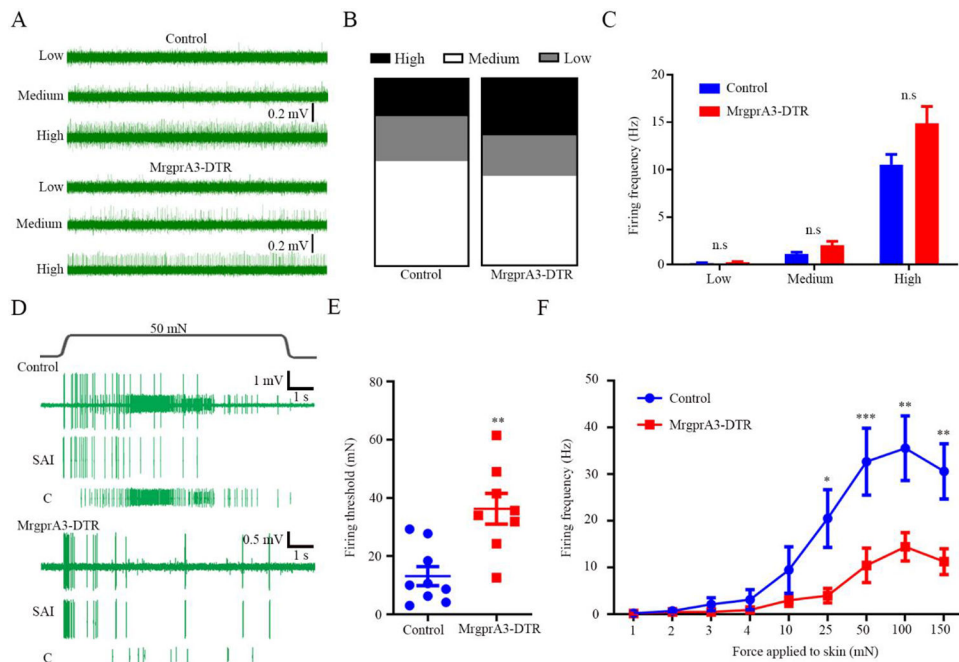 A
Control
Low
Medium
0.2 mV
High
MrgprA3-DTR
Low
Medium
0.2 mV
High
B
High Medium Low
Control MrgprA3-DTR
C
Control
MrgprA3-DTR
Firing frequency (Hz)
20
15
10
5
0
n.s
n.s
n.s
Low Medium High
D
50 mN
Control
1 mV
1 s
SAI
C
MrgprA3-DTR
0.5 mV
1 s
SAI
C
E
Firing threshold (mN)
80
60
40
20
0
**
Control MrgprA3-DTR
F
Control
MrgprA3-DTR
Firing frequency (Hz)
50
40
30
20
10
0
*
***
**
**
1 2 3 4 10 25 50 100 150
Force applied to skin (mN)